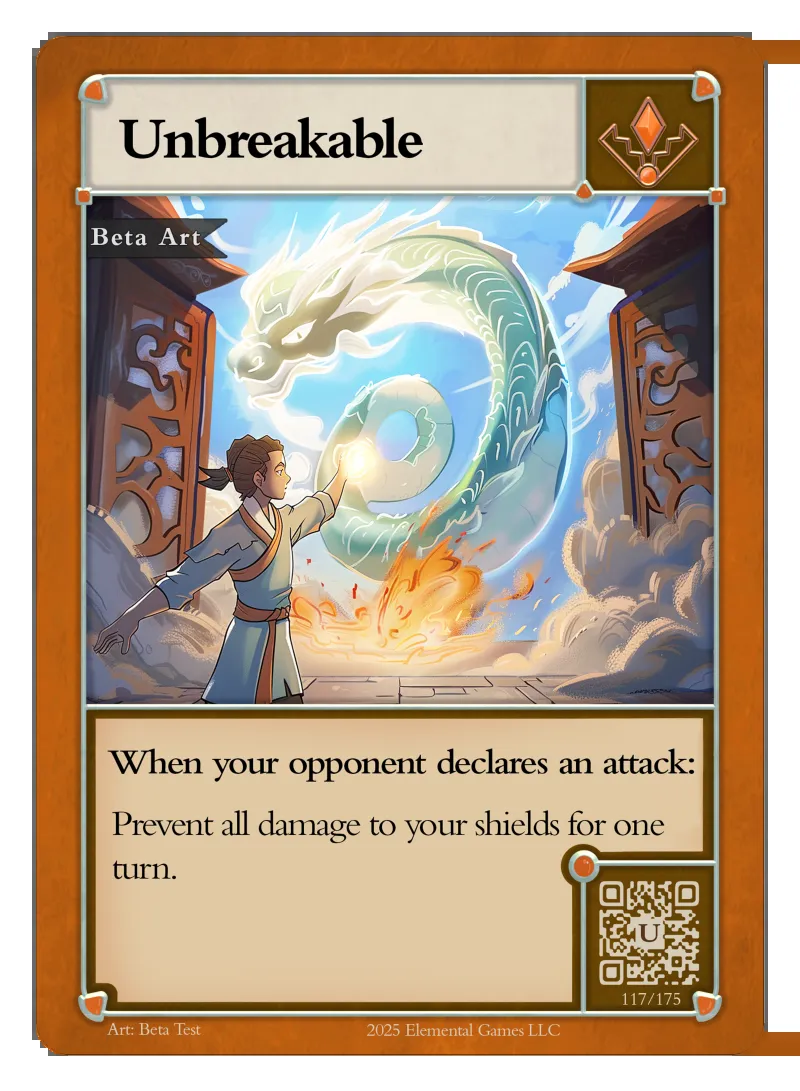 Unbreakable
Beta Art
When your opponent declares an attack:
Prevent all damage to your shields for one
turn.
U
117/175
Art: Beta Test
2025 Elemental Games LLC